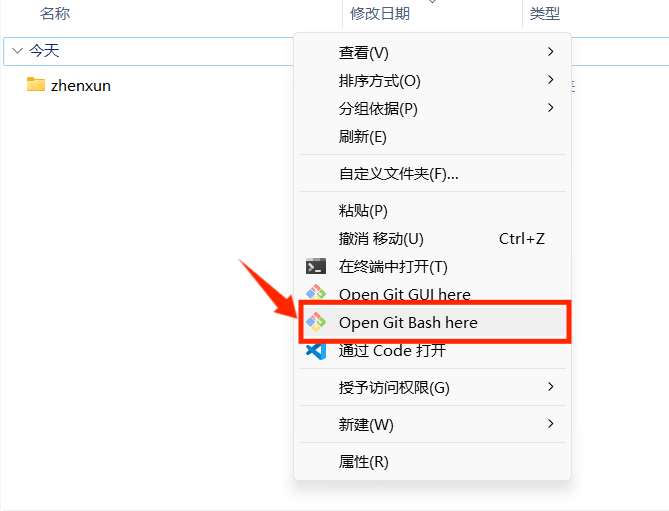 名称 修改日期 类型
今天
zhenxun
查看(V)
排序方式(O)
分组依据(P)
刷新(E)
自定义文件夹(F)...
粘贴(P)
撤消 移动(U) Ctrl+Z
在终端中打开(T)
Open Git GUI here
Open Git Bash here
通过 Code 打开
授予访问权限(G)
新建(W)
属性(R)